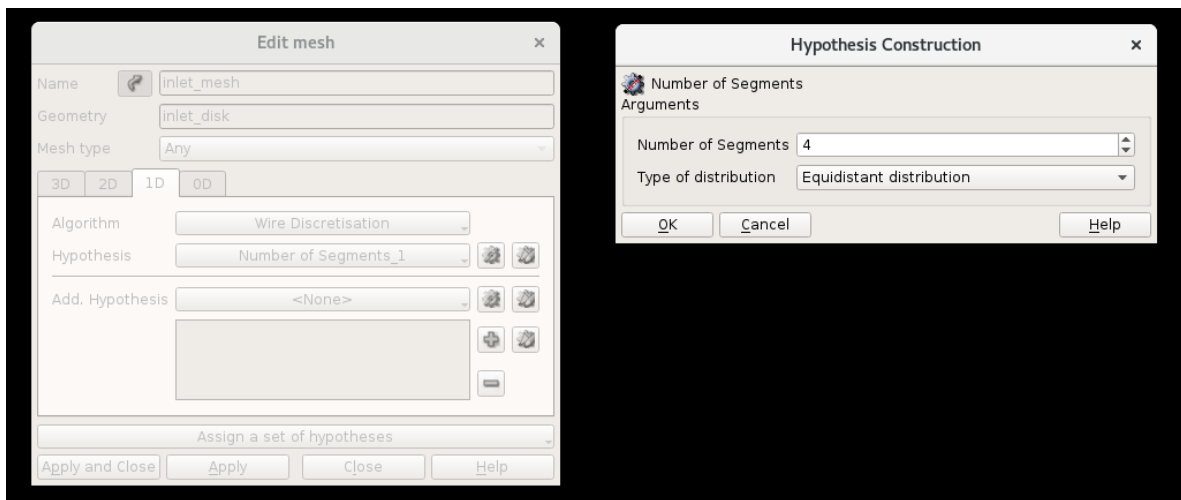 Edit mesh
Name inlet_mesh
Geometry inlet_disk
Mesh type Any
3D 2D 1D 0D
Algorithm Wire Discretisation
Hypothesis Number of Segments_1
Add. Hypothesis <None>
Assign a set of hypotheses
Apply and Close Apply Close Help
Hypothesis Construction
Number of Segments
Arguments
Number of Segments 4
Type of distribution Equidistant distribution
OK Cancel Help